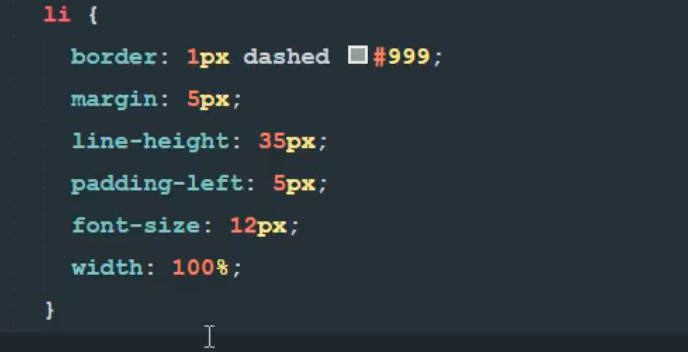 li {
border: 1px dashed #999;
margin: 5px;
line-height: 35px;
padding-left: 5px;
font-size: 12px;
width: 100%;
}